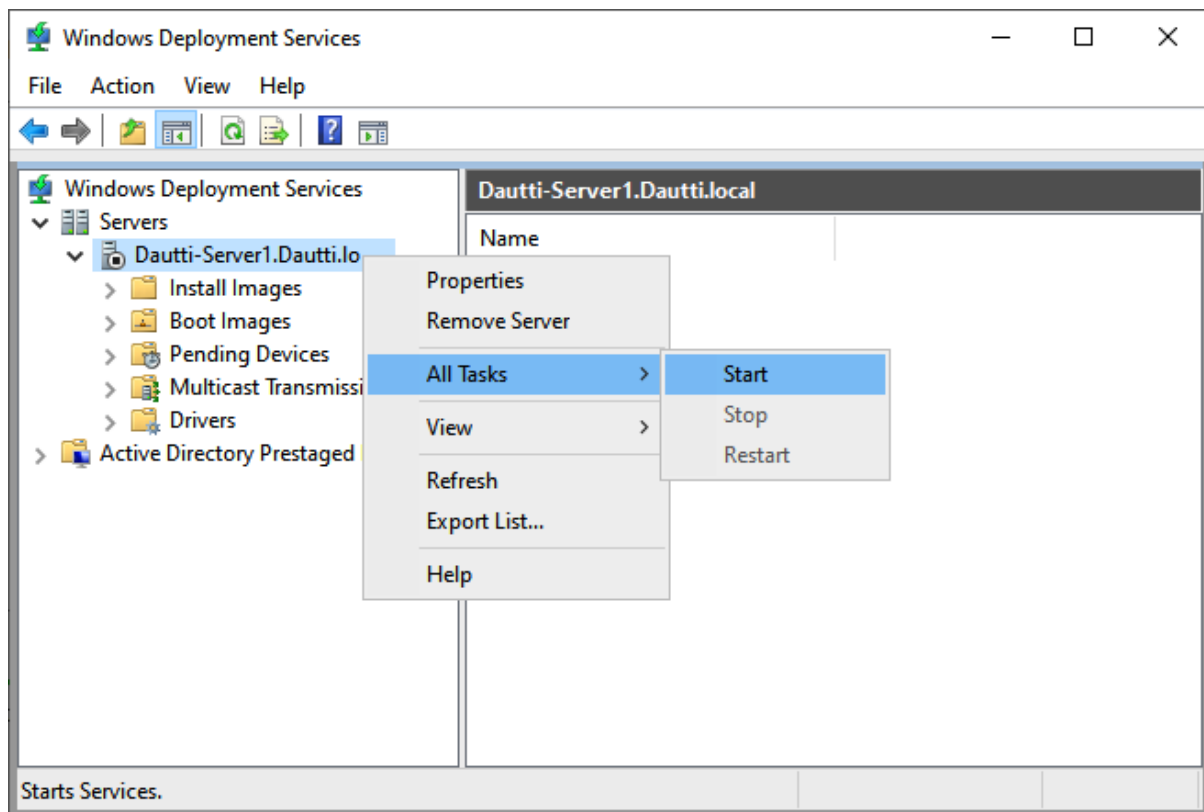 Windows Deployment Services
File Action View Help
Windows Deployment Services
Servers
Dautti-Server1.Dautti.lo
Install Images
Boot Images
Pending Devices
Multicast Transmissi
Drivers
Active Directory Prestaged
Dautti-Server1.Dautti.local
Name
Properties
Remove Server
All Tasks
View
Refresh
Export List...
Help
Start
Stop
Restart
Starts Services.